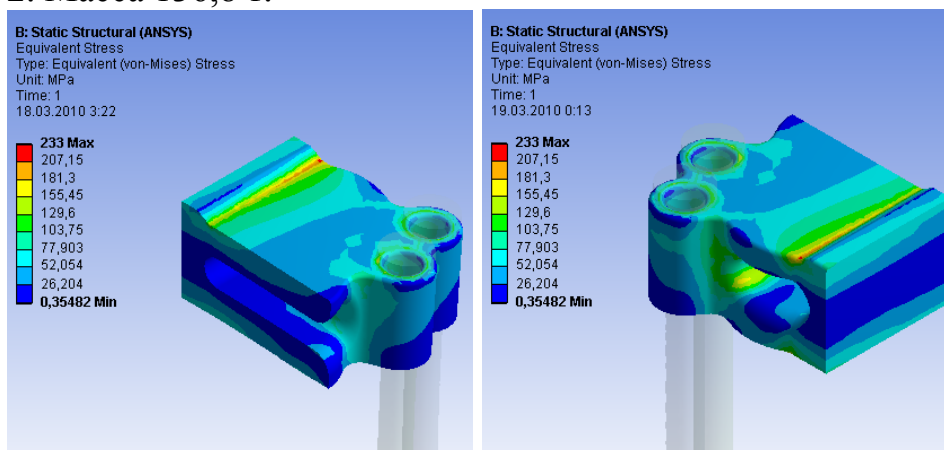 2. Масса
B: Static Structural (ANSYS)
Equivalent Stress
Type: Equivalent (von-Mises) Stress
Unit: MPa
Time: 1
18.03.2010 3:22
233 Max
207,15
181,3
155,45
129,6
103,75
77,903
52,054
26,204
0,35482 Min
B: Static Structural (ANSYS)
Equivalent Stress
Type: Equivalent (von-Mises) Stress
Unit: MPa
Time: 1
19.03.2010 0:13
233 Max
207,15
181,3
155,45
129,6
103,75
77,903
52,054
26,204
0,35482 Min